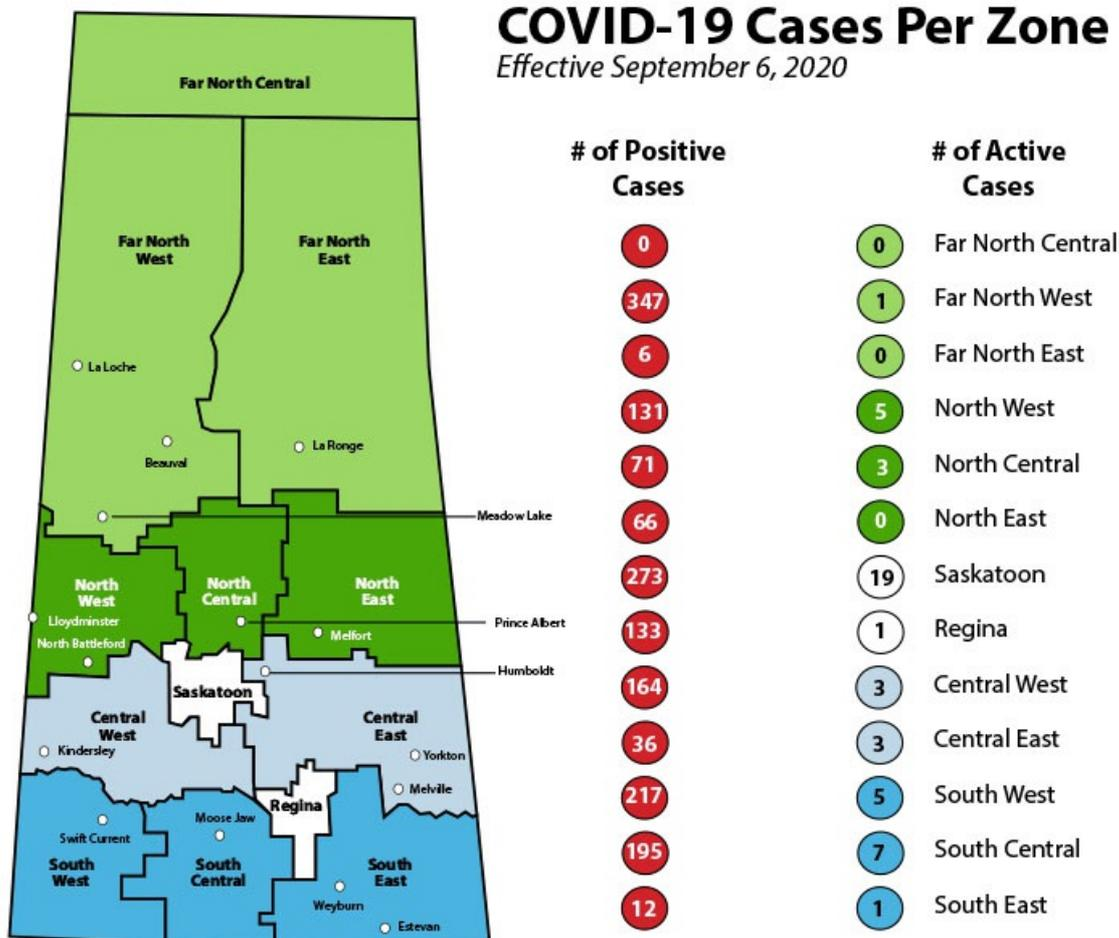 COVID-19 Cases Per Zone
Effective September 6, 2020
# of Positive
Cases
# of Active
Cases
0
0
Far North Central
347
1
Far North West
6
0
Far North East
131
5
North West
71
3
North Central
66
0
North East
273
19
Saskatoon
133
1
Regina
164
3
Central West
36
3
Central East
217
5
South West
195
7
South Central
12
1
South East
Far North Central
Far North
West
Far North
East
La Loche
Beauval
La Ronge
Meadow Lake
North
West
North
Central
North
East
Lloydminster
North Battleford
Prince Albert
Melfort
Humboldt
Saskatoon
Central
West
Central
East
Kindersley
Yorkton
Melville
Regina
Moose Jaw
Swift Current
South
West
South
Central
South
East
Weyburn
Estevan